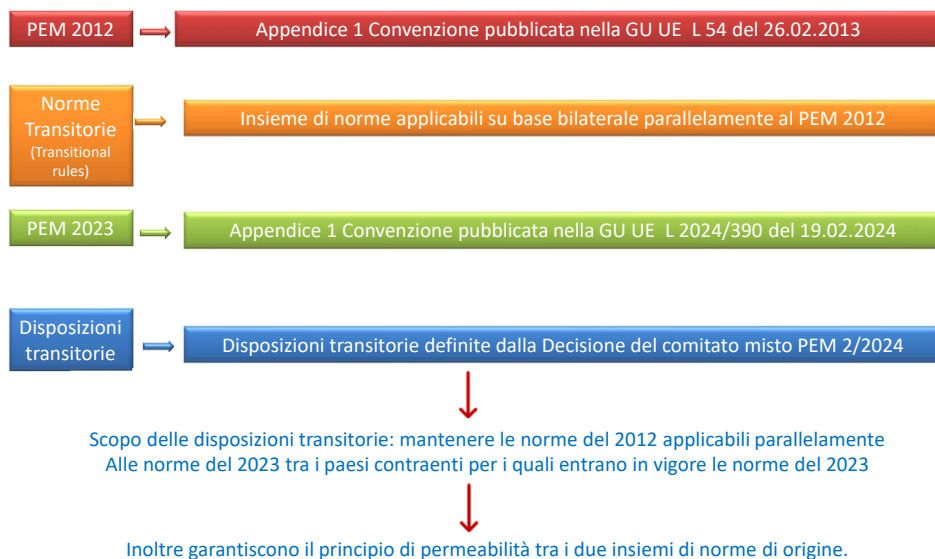 PEM 2012
Appendice 1 Convenzione pubblicata nella GU UE L 54 del 26.02.2013
Norme
Transitorie
(Transitional
rules)
Insieme di norme applicabili su base bilaterale parallelamente al PEM 2012
PEM 2023
Appendice 1 Convenzione pubblicata nella GU UE L 2024/390 del 19.02.2024
Disposizioni
transitorie
Disposizioni transitorie definite dalla Decisione del comitato misto PEM 2/2024
Scopo delle disposizioni transitorie: mantenere le norme del 2012 applicabili parallelamente
Alle norme del 2023 tra i paesi contraenti per i quali entrano in vigore le norme del 2023
Inoltre garantiscono il principio di permeabilità tra i due insiemi di norme di origine.